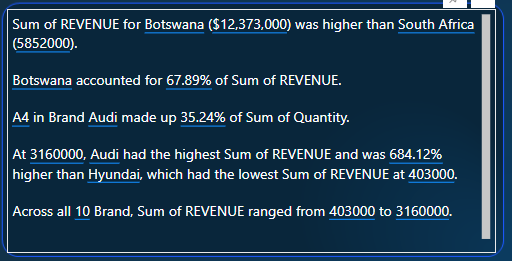 Sum of REVENUE for Botswana ($12,373,000) was higher than South Africa
(5852000).
Botswana accounted for 67.89% of Sum of REVENUE.
A4 in Brand Audi made up 35.24% of Sum of Quantity.
At 3160000, Audi had the highest Sum of REVENUE and was 684.12%
higher than Hyundai, which had the lowest Sum of REVENUE at 403000.
Across all 10 Brand, Sum of REVENUE ranged from 403000 to 3160000.